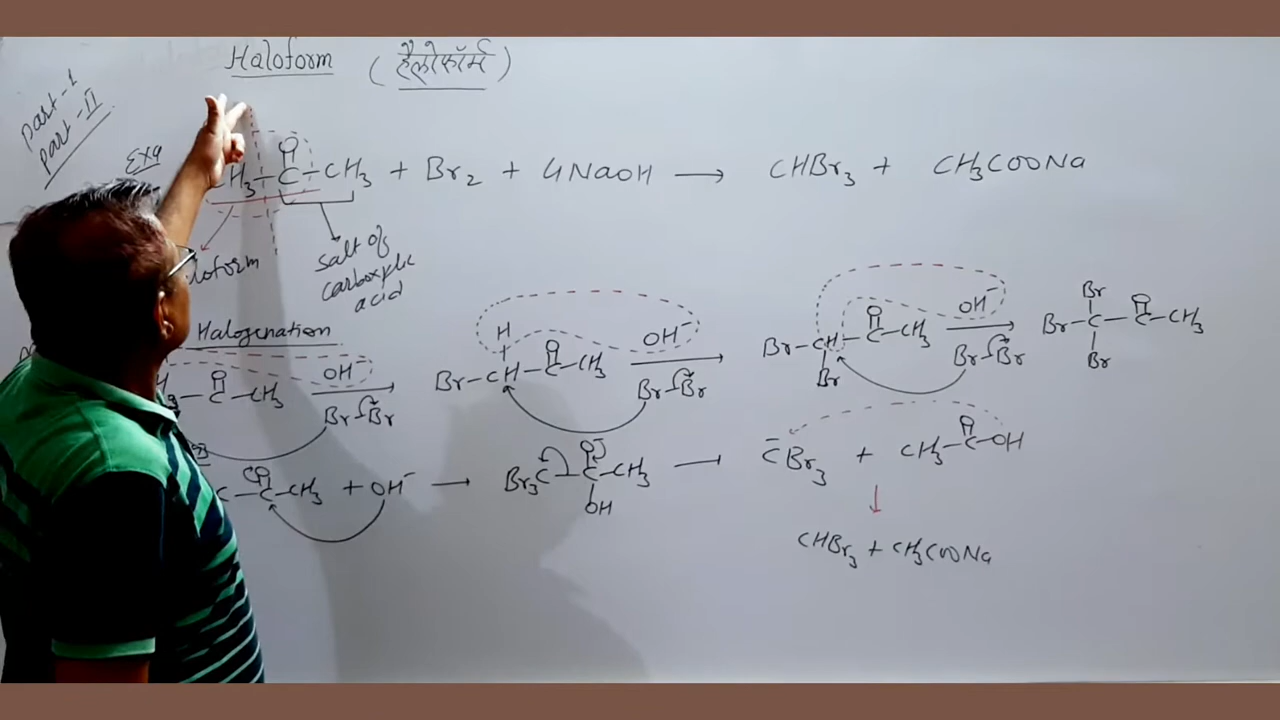 Haloform (हैलोफॉर्म)
part-1
part-II
Exa
CH₃-C-CH₃ + Br₂ + 4NaOH → CHBr₃ + CH₃COONa
O
loform
salt of
carboxylic
acid
Halogenation
O OH⁻
-C-CH₃ →
Br Br
H O OH⁻
Br-CH-C-CH₃ →
Br Br
O OH⁻
Br-CH-C-CH₃ →
Br Br Br
Br O
Br-C-C-CH₃
Br
O
C-C-CH₃ + OH⁻ →
O⁻
Br₃C-C-CH₃ →
OH
O
C̄Br₃ + CH₃-C-OH
↓
CHBr₃ + CH₃COONa